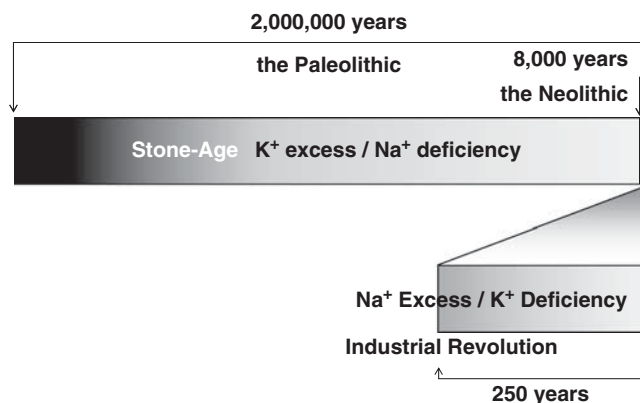 2,000,000 years
the Paleolithic
8,000 years
the Neolithic
Stone-Age K⁺ excess / Na⁺ deficiency
Na⁺ Excess / K⁺ Deficiency
Industrial Revolution
250 years